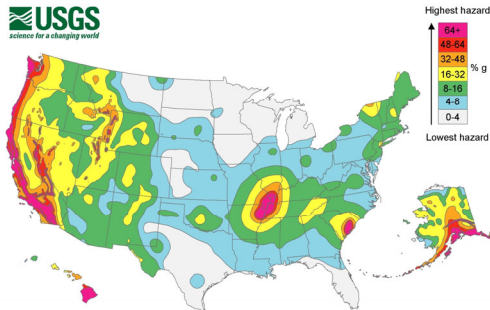 USGS
science for a changing world
Highest hazard
64+
48-64
32-48
16-32
8-16
4-8
0-4
% g
Lowest hazard